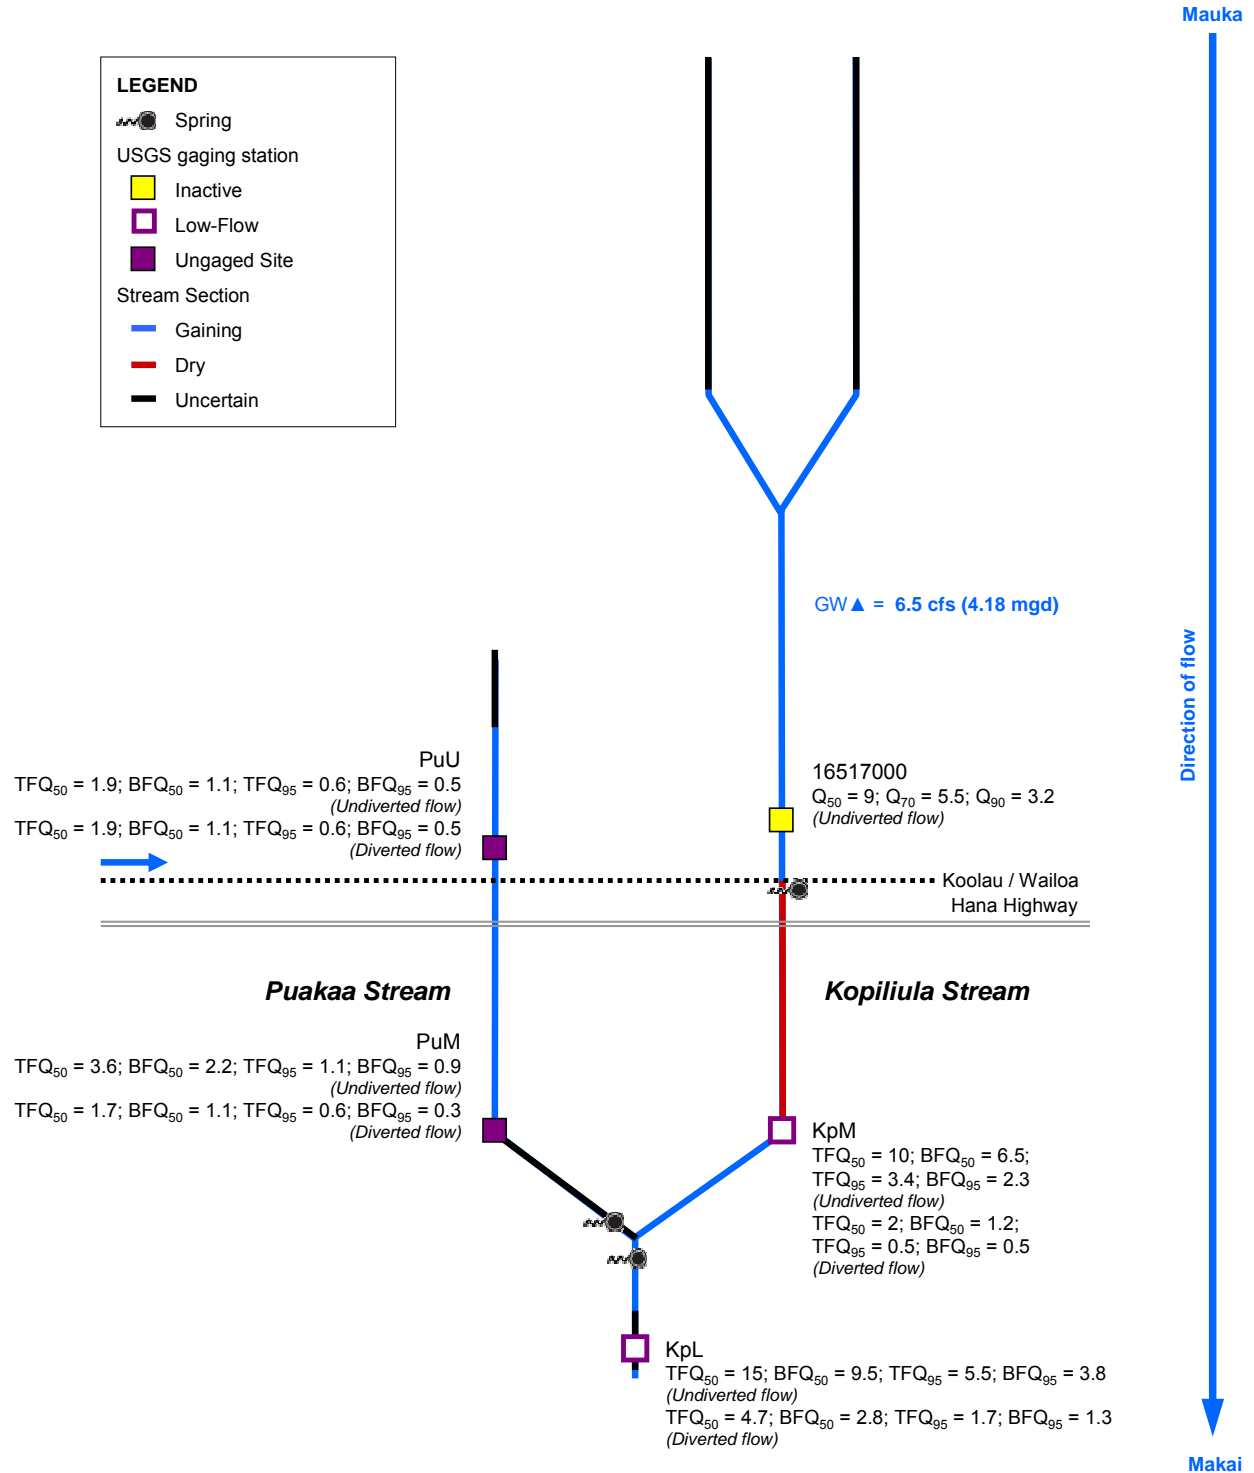 Mauka
LEGEND
Spring
USGS gaging station
Inactive
Low-Flow
Ungaged Site
Stream Section
Gaining
Dry
Uncertain
GW▲ = 6.5 cfs (4.18 mgd)
Direction of flow
PuU
TFQ50 = 1.9; BFQ50 = 1.1; TFQ95 = 0.6; BFQ95 = 0.5
(Undiverted flow)
TFQ50 = 1.9; BFQ50 = 1.1; TFQ95 = 0.6; BFQ95 = 0.5
(Diverted flow)
16517000
Q50 = 9; Q70 = 5.5; Q90 = 3.2
(Undiverted flow)
Koolau / Wailoa
Hana Highway
Puakaa Stream
Kopiliula Stream
PuM
TFQ50 = 3.6; BFQ50 = 2.2; TFQ95 = 1.1; BFQ95 = 0.9
(Undiverted flow)
TFQ50 = 1.7; BFQ50 = 1.1; TFQ95 = 0.6; BFQ95 = 0.3
(Diverted flow)
KpM
TFQ50 = 10; BFQ50 = 6.5;
TFQ95 = 3.4; BFQ95 = 2.3
(Undiverted flow)
TFQ50 = 2; BFQ50 = 1.2;
TFQ95 = 0.5; BFQ95 = 0.5
(Diverted flow)
KpL
TFQ50 = 15; BFQ50 = 9.5; TFQ95 = 5.5; BFQ95 = 3.8
(Undiverted flow)
TFQ50 = 4.7; BFQ50 = 2.8; TFQ95 = 1.7; BFQ95 = 1.3
(Diverted flow)
Makai